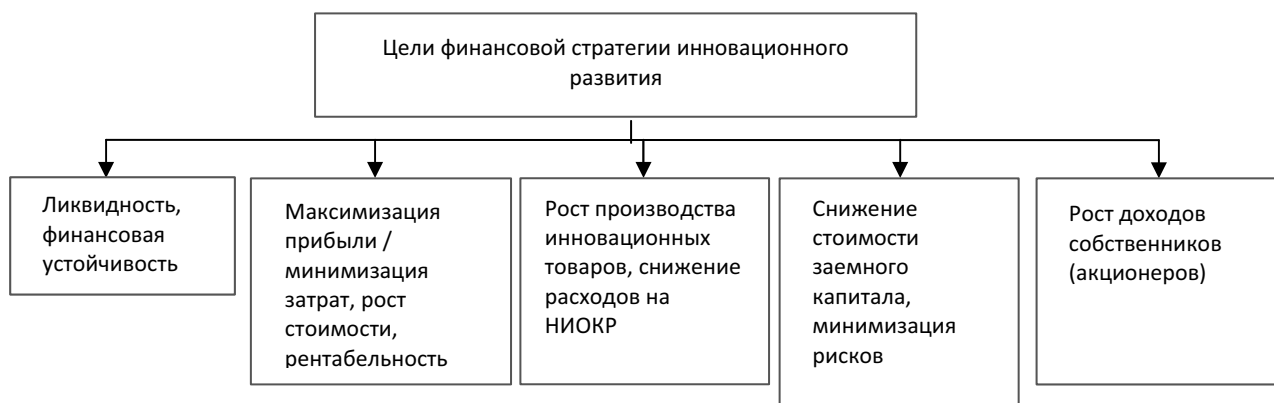 Цели финансовой стратегии инновационного
развития
Ликвидность,
финансовая
устойчивость
Максимизация
прибыли /
минимизация
затрат, рост
стоимости,
рентабельность
Рост производства
инновационных
товаров, снижение
расходов на
НИОКР
Снижение
стоимости
заемного
капитала,
минимизация
рисков
Рост доходов
собственников
(акционеров)